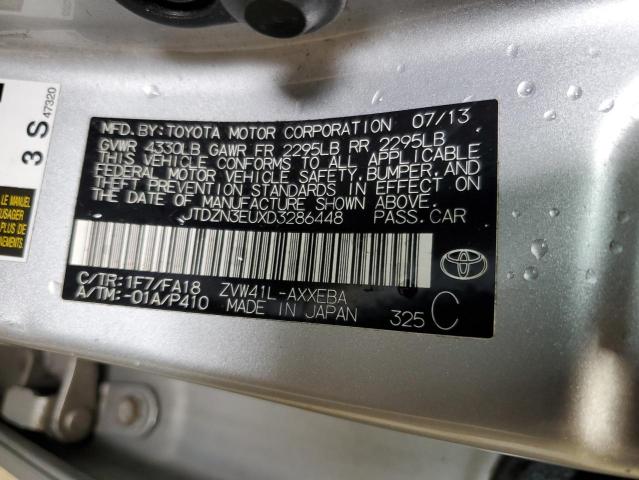 MFD. BY: TOYOTA MOTOR CORPORATION 07/13
GVWR 4330LB GAWR FR 2295LB RR 2295LB
THIS VEHICLE CONFORMS TO ALL APPLICABLE
FEDERAL MOTOR VEHICLE SAFETY, BUMPER, AND
THEFT PREVENTION STANDARDS IN EFFECT ON
THE DATE OF MANUFACTURE SHOWN ABOVE.
JTDZN3EUXD3286448 PASS. CAR
C/TR: 1F7/FA18 ZVW41L-AXXEBA
A/TM: -01A/P410 MADE IN JAPAN 325 C
3 S
47320
LE MANUEL